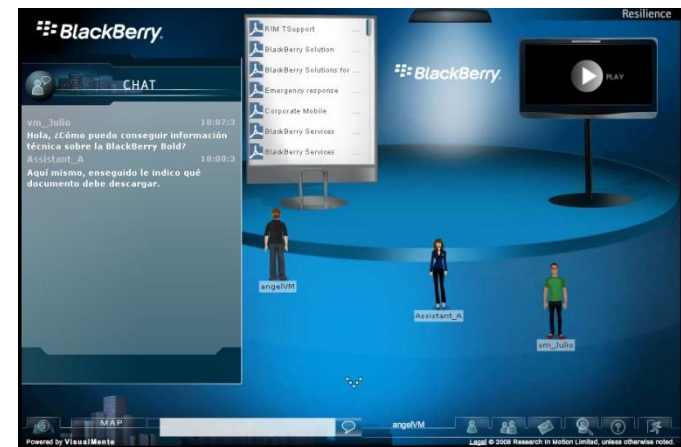 Resilience
BlackBerry.
CHAT
vm_Julio 18:07:3
Hola, ¿Cómo puedo conseguir información
técnica sobre la BlackBerry Bold?
Assistant_A 18:08:3
Aquí mismo, enseguido le indico qué
documento debe descargar.
RIM TSupport ...
BlackBerry Solution ...
BlackBerry Solutions for ...
Emergency response ...
Corporate Mobile ...
BlackBerry Services ...
BlackBerry Services ...
BlackBerry.
PLAY
angelVM
Assistant_A
vm_Julio
MAP
angelVM
Powered by VisualMente
Legal © 2008 Research In Motion Limited, unless otherwise noted.